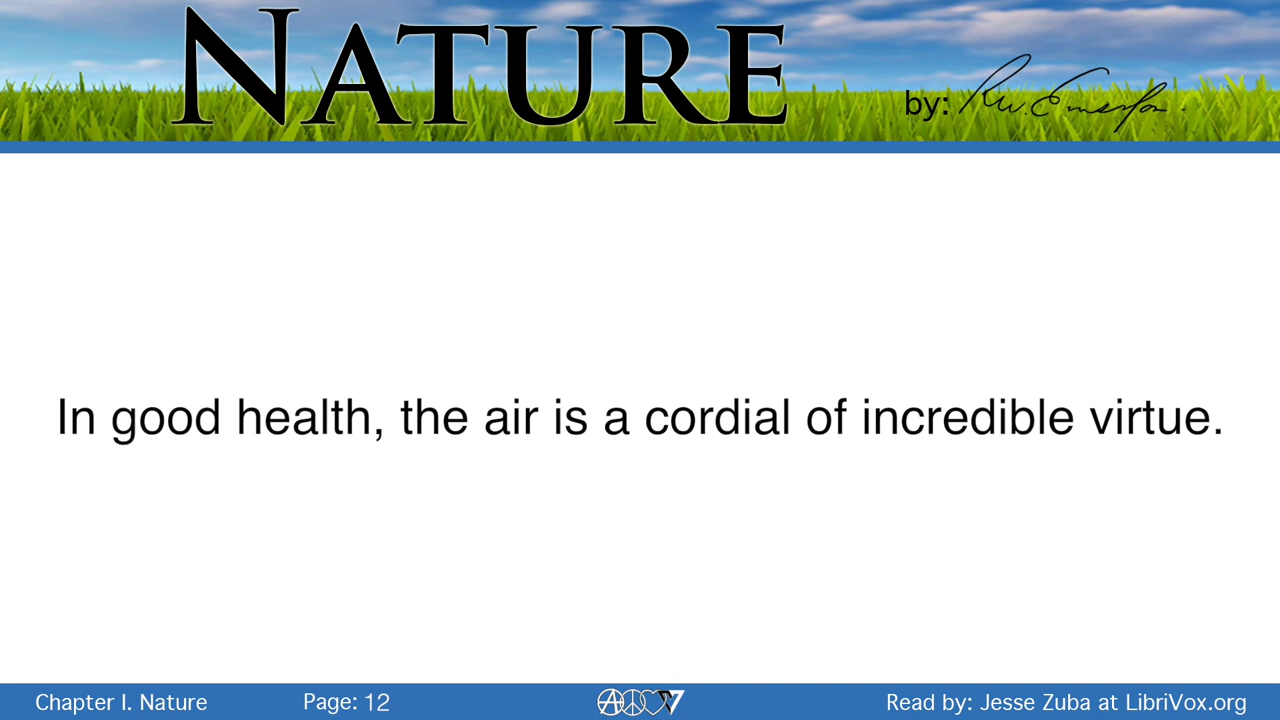 NATURE
by: R.W. Emerson.
In good health, the air is a cordial of incredible virtue.
Chapter I. Nature
Page: 12
Read by: Jesse Zuba at LibriVox.org